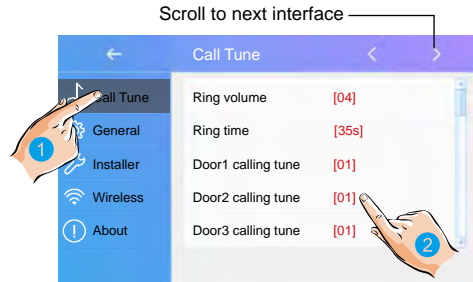 Scroll to next interface
Call Tune
Call Tune
Ring volume [04]
General
Ring time [35s]
Installer
Door1 calling tune [01]
Wireless
Door2 calling tune [01]
About
Door3 calling tune [01]
1
2